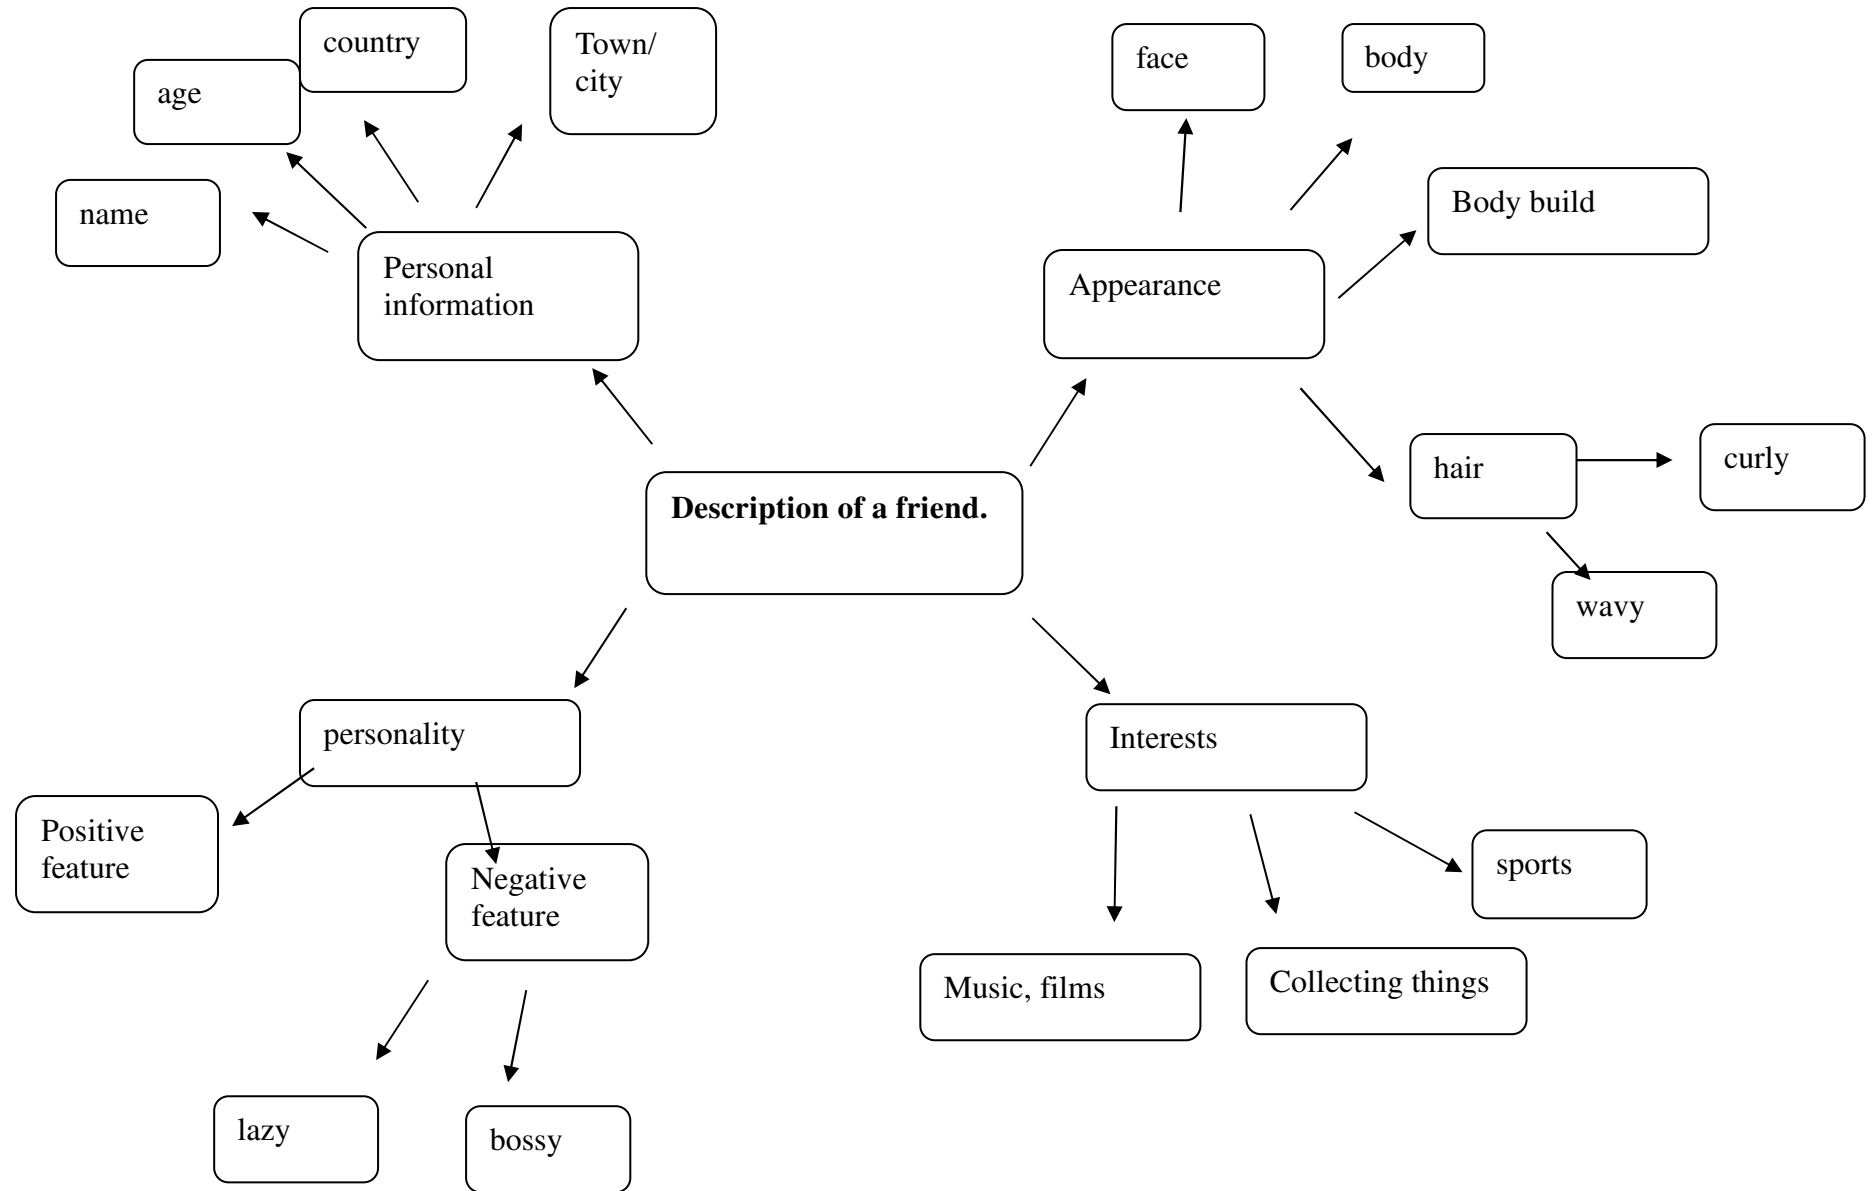 country
Town/
city
age
name
Personal
information
face
body
Body build
Appearance
hair
curly
wavy
Description of a friend.
personality
Positive
feature
Negative
feature
lazy
bossy
Interests
sports
Music, films
Collecting things